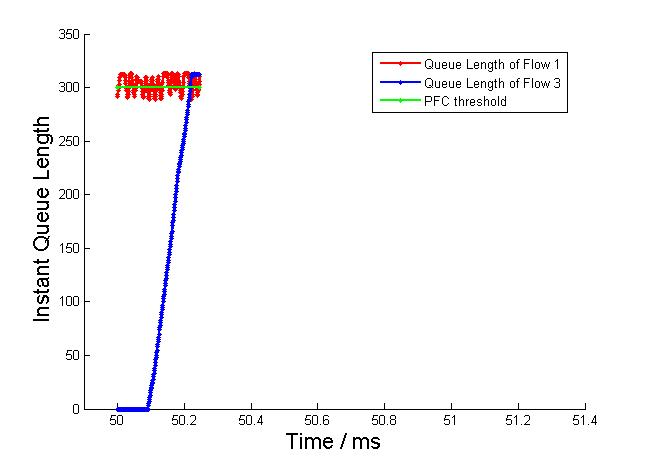 350
300
250
200
150
100
50
0
Instant Queue Length
Queue Length of Flow 1
Queue Length of Flow 3
PFC threshold
50 50.2 50.4 50.6 50.8 51 51.2 51.4
Time / ms